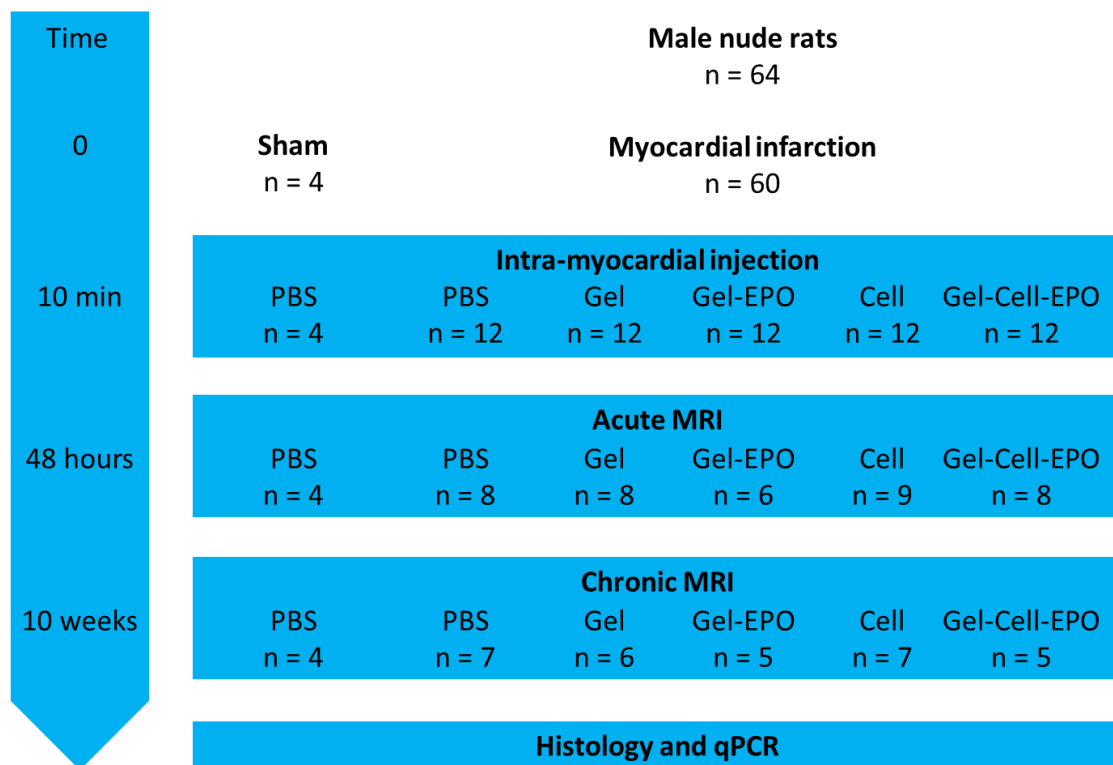 Time
Male nude rats
n = 64
0
Sham
Myocardial infarction
n = 4
n = 60
Intra-myocardial injection
10 min
PBS PBS Gel Gel-EPO Cell Gel-Cell-EPO
n = 4 n = 12 n = 12 n = 12 n = 12 n = 12
Acute MRI
48 hours
PBS PBS Gel Gel-EPO Cell Gel-Cell-EPO
n = 4 n = 8 n = 8 n = 6 n = 9 n = 8
Chronic MRI
10 weeks
PBS PBS Gel Gel-EPO Cell Gel-Cell-EPO
n = 4 n = 7 n = 6 n = 5 n = 7 n = 5
Histology and qPCR